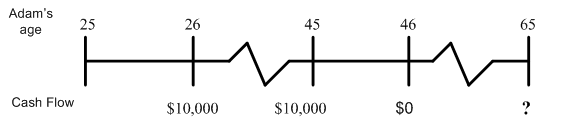 Adam's
age
25 26 45 46 65
Cash Flow $10,000 $10,000 $0 ?